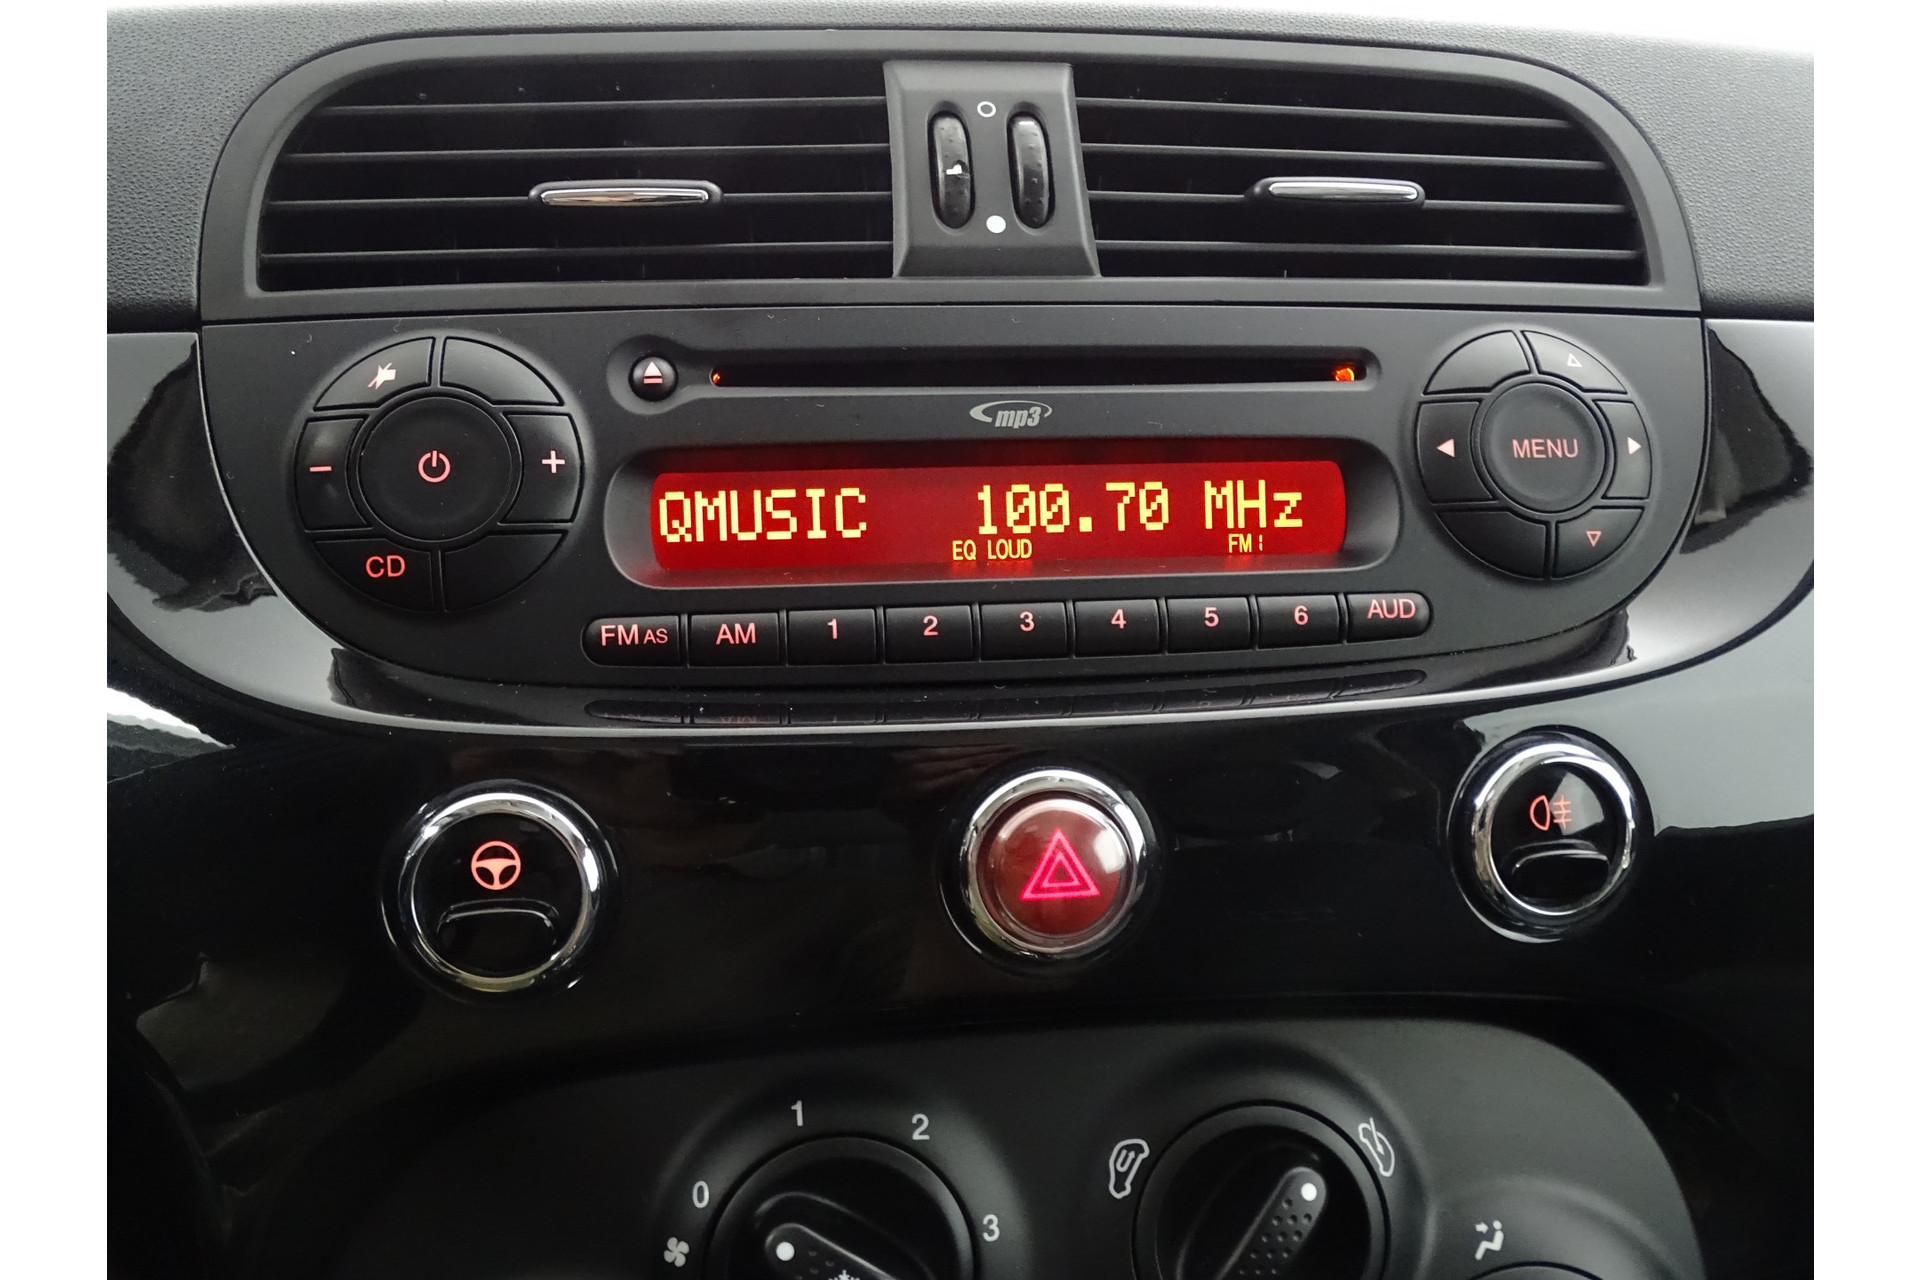 mp3
QMUSIC 100.70 MHz
EQ LOUD FM1
MENU
CD
FM AS AM 1 2 3 4 5 6 AUD
1 2
0 3